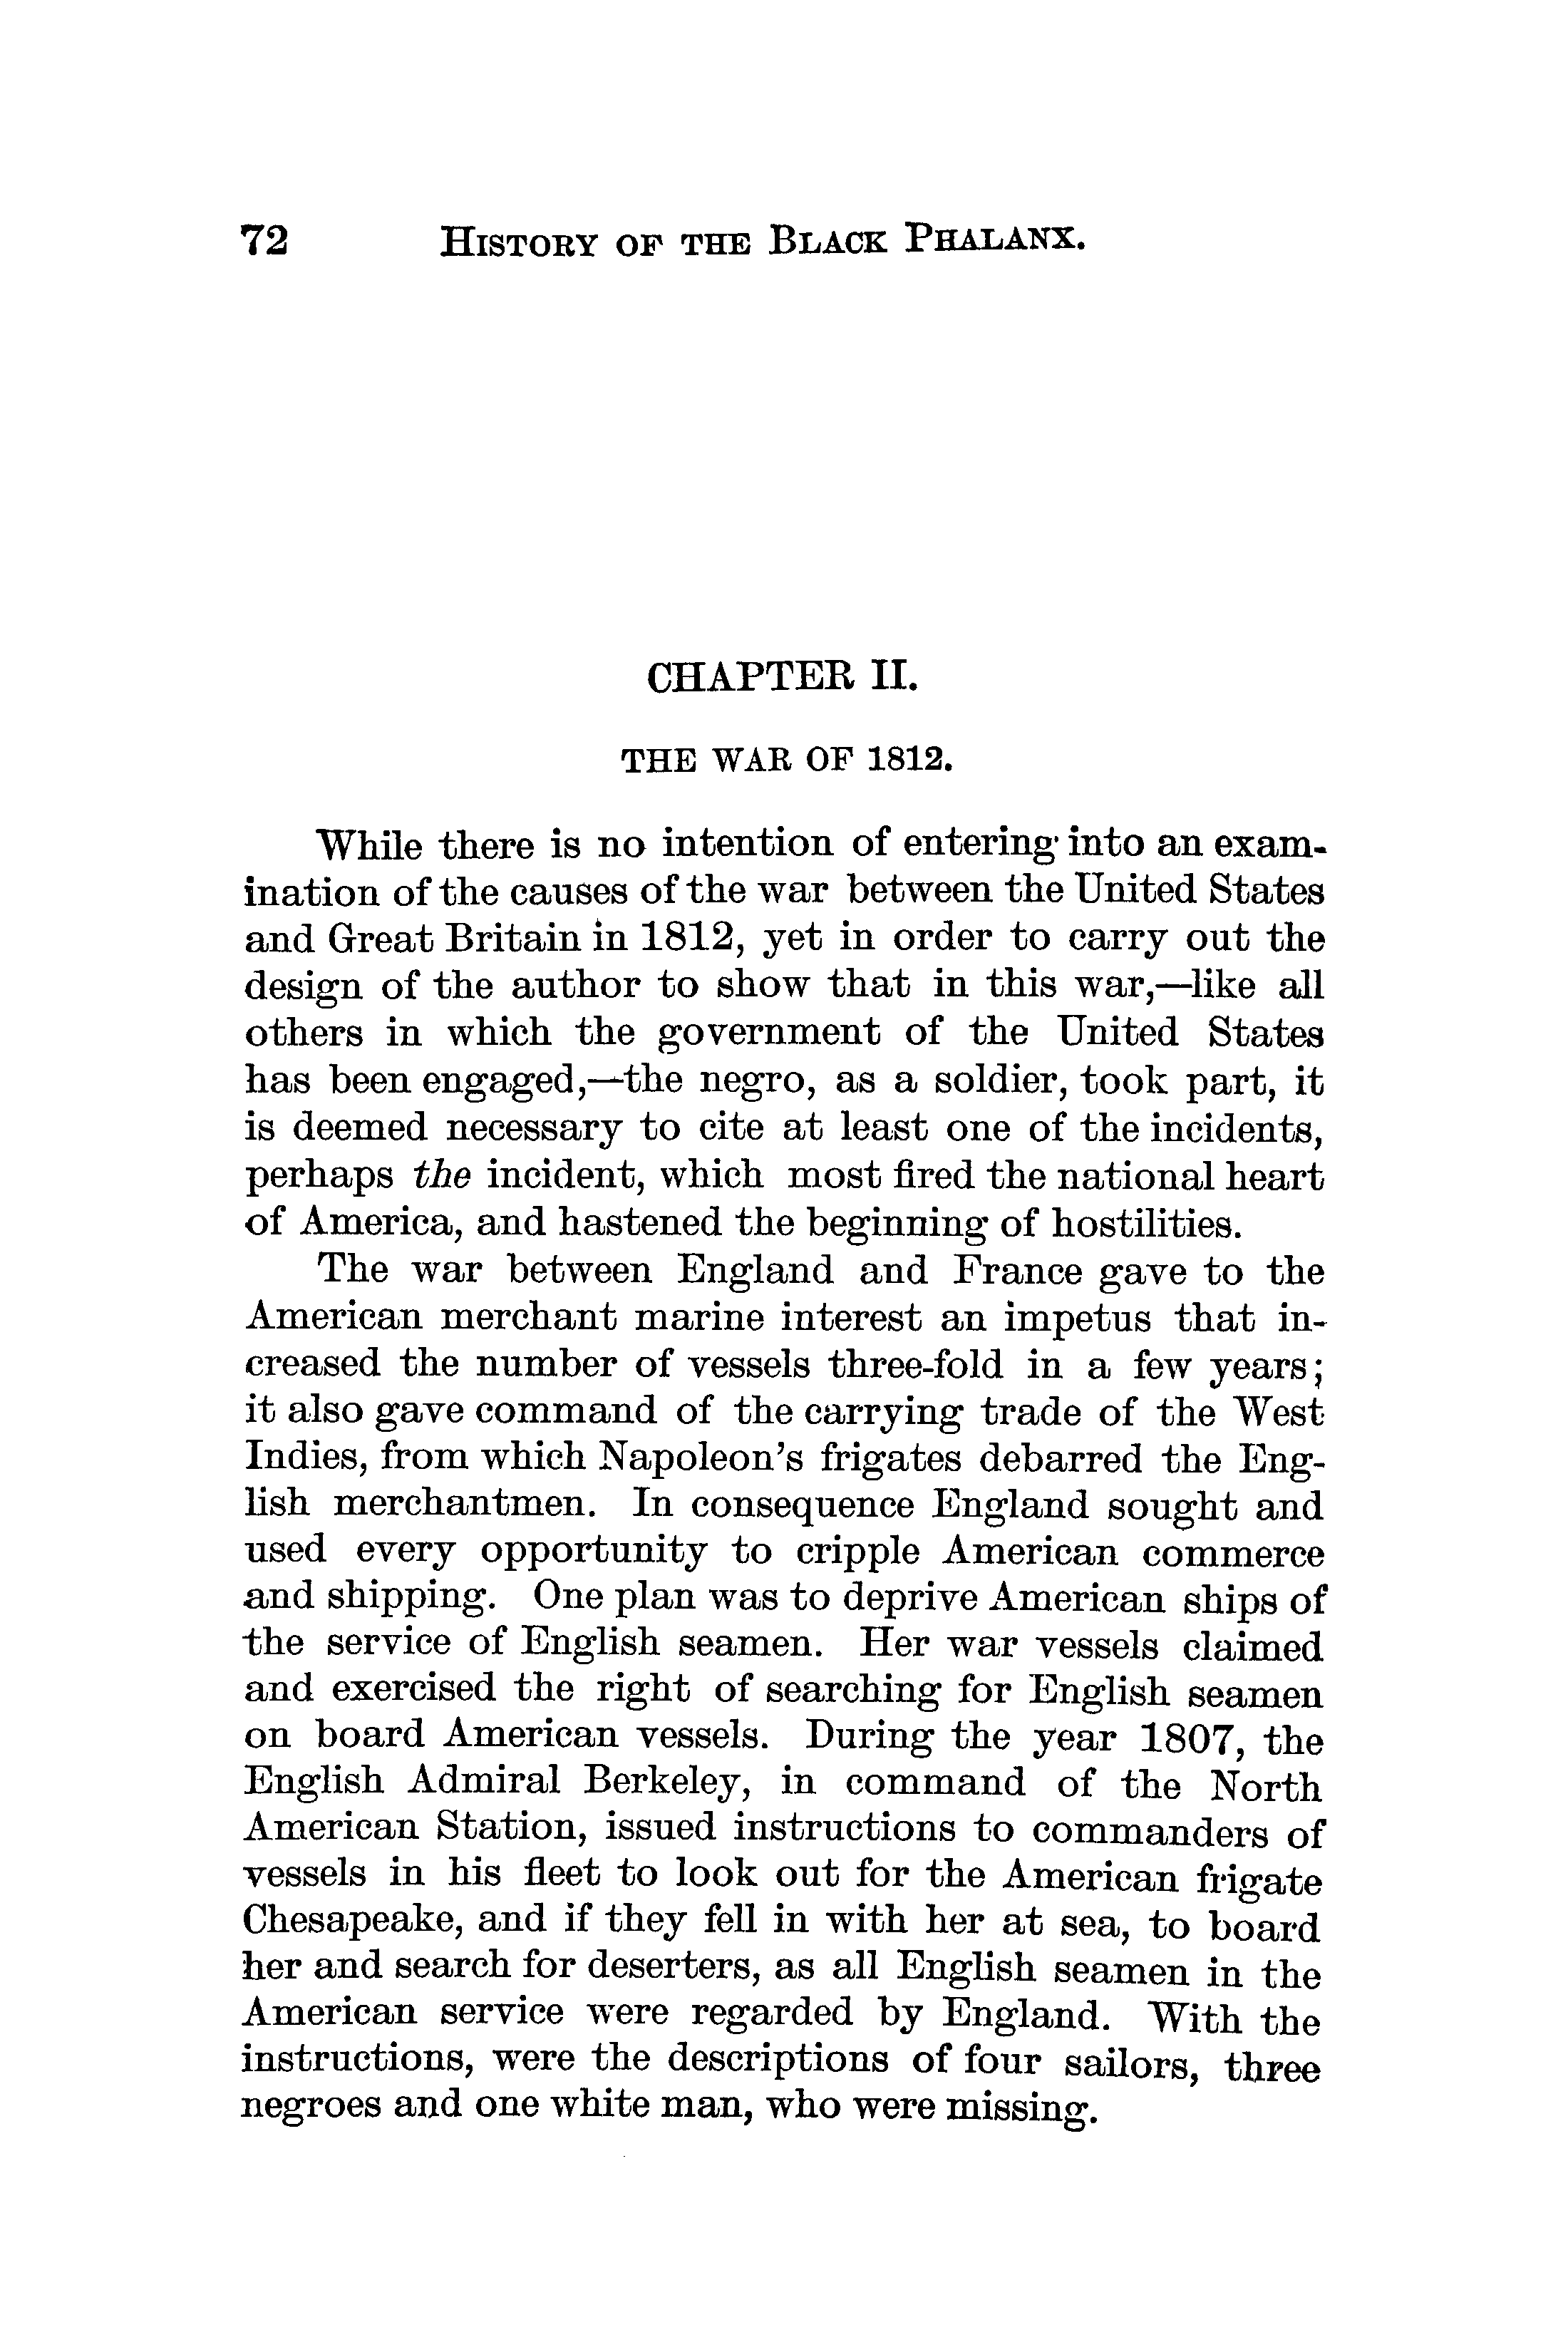 72 HISTORY OF THE BLACK PHALANX.
CHAPTER II.
THE WAR OF 1812.
While there is no intention of entering into an exam-
ination of the causes of the war between the United States
and Great Britain in 1812, yet in order to carry out the
design of the author to show that in this war,—like all
others in which the government of the United States
has been engaged,—the negro, as a soldier, took part, it
is deemed necessary to cite at least one of the incidents,
perhaps the incident, which most fired the national heart
of America, and hastened the beginning of hostilities.
The war between England and France gave to the
American merchant marine interest an impetus that in-
creased the number of vessels three-fold in a few years;
it also gave command of the carrying trade of the West
Indies, from which Napoleon's frigates debarred the Eng-
lish merchantmen. In consequence England sought and
used every opportunity to cripple American commerce
and shipping. One plan was to deprive American ships of
the service of English seamen. Her war vessels claimed
and exercised the right of searching for English seamen
on board American vessels. During the year 1807, the
English Admiral Berkeley, in command of the North
American Station, issued instructions to commanders of
vessels in his fleet to look out for the American frigate
Chesapeake, and if they fell in with her at sea, to board
her and search for deserters, as all English seamen in the
American service were regarded by England. With the
instructions, were the descriptions of four sailors, three
negroes and one white man, who were missing.